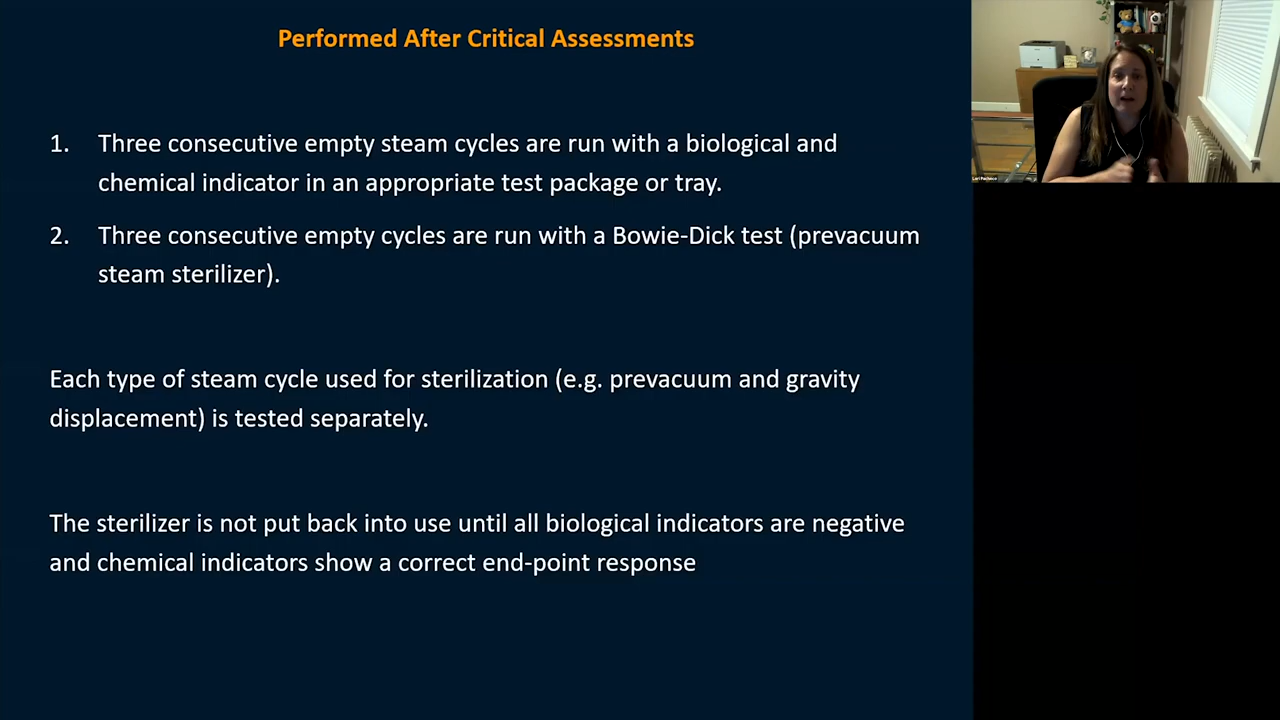 Performed After Critical Assessments
1. Three consecutive empty steam cycles are run with a biological and
chemical indicator in an appropriate test package or tray.
2. Three consecutive empty cycles are run with a Bowie-Dick test (prevacuum
steam sterilizer).
Each type of steam cycle used for sterilization (e.g. prevacuum and gravity
displacement) is tested separately.
The sterilizer is not put back into use until all biological indicators are negative
and chemical indicators show a correct end-point response
Lori Pacheco